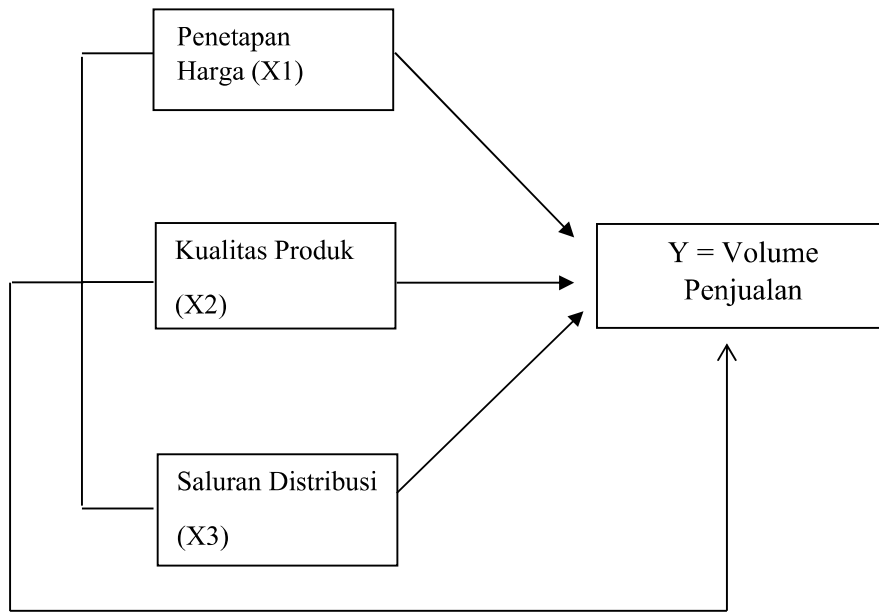 Penetapan
Harga (X1)
Kualitas Produk
(X2)
Y = Volume
Penjualan
Saluran Distribusi
(X3)